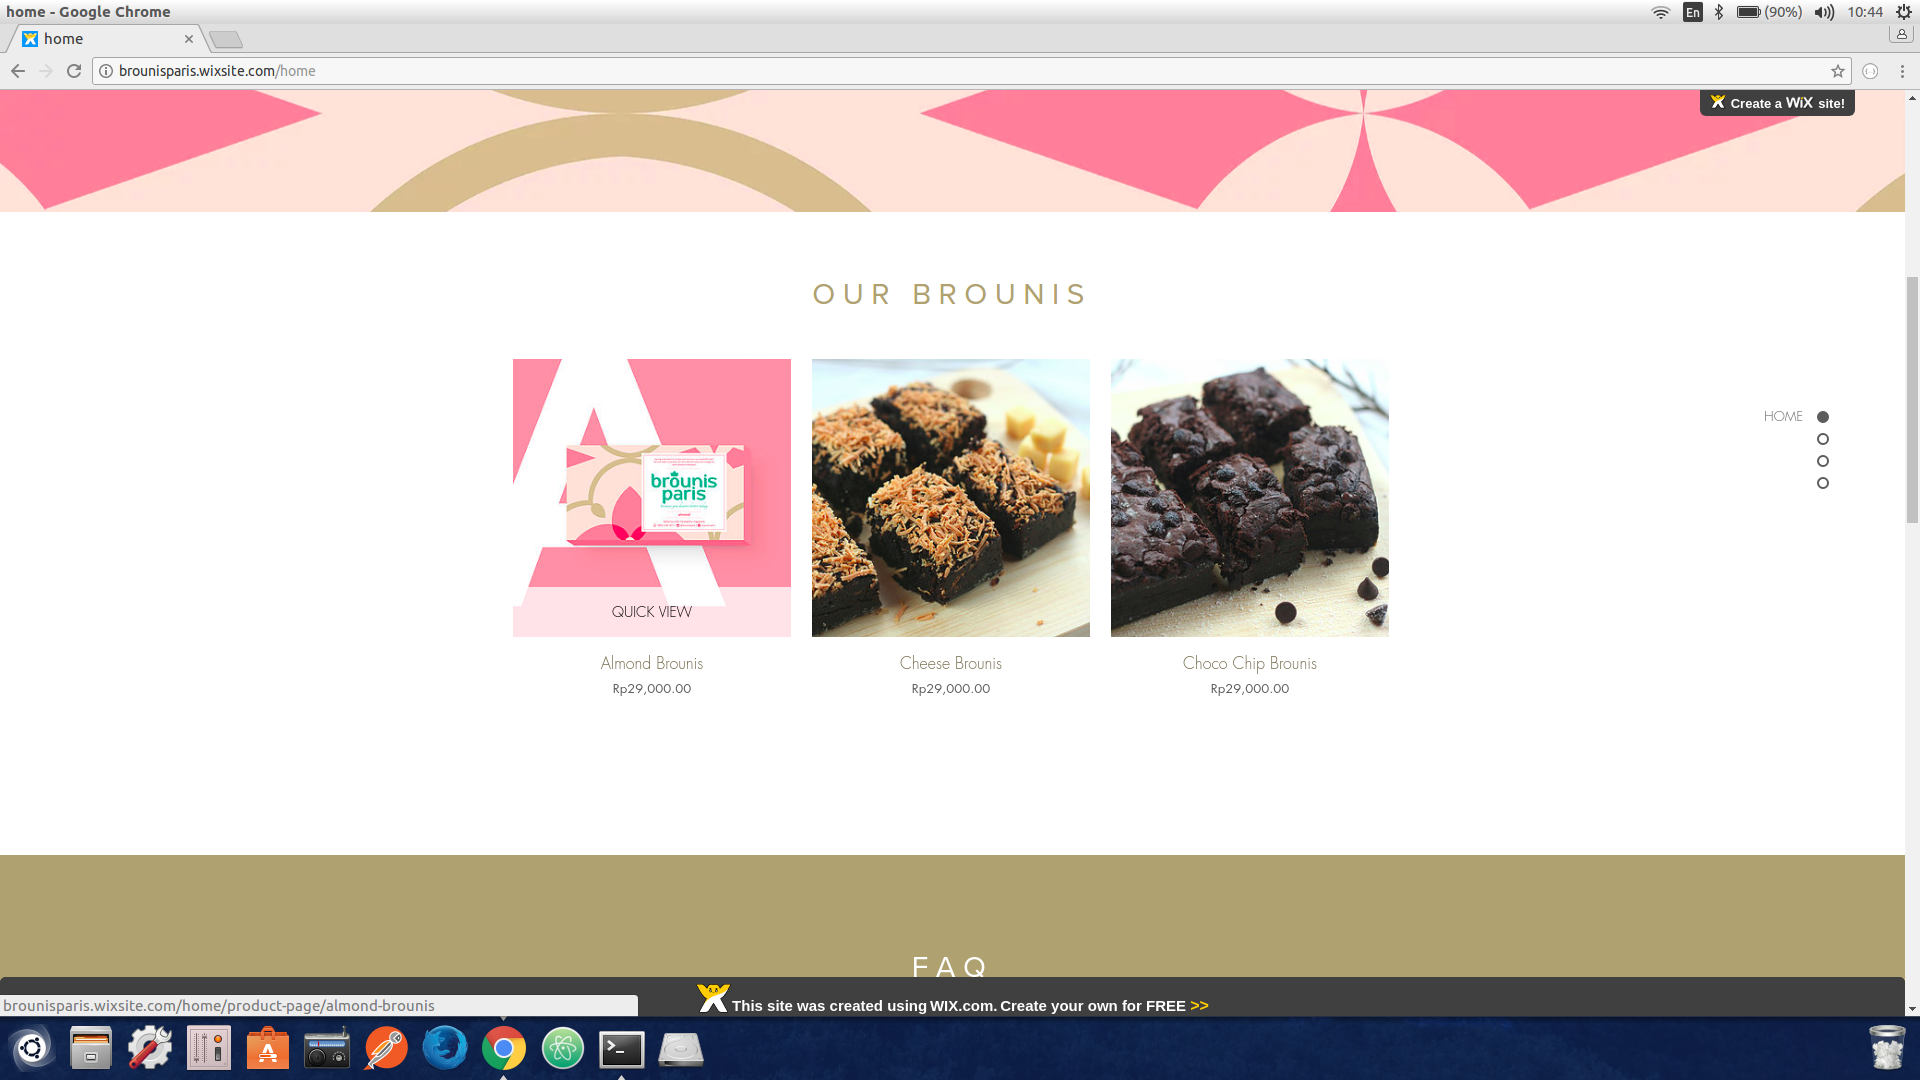 home - Google Chrome
En
(90%)
10:44
home
brounisparis.wixsite.com/home
Create a WiX site!
OUR BROUNIS
brounis
paris
QUICK VIEW
Almond Brounis
Rp29,000.00
Cheese Brounis
Rp29,000.00
Choco Chip Brounis
Rp29,000.00
HOME
FAQ
brounisparis.wixsite.com/home/product-page/almond-brounis
This site was created using WIX.com. Create your own for FREE >>